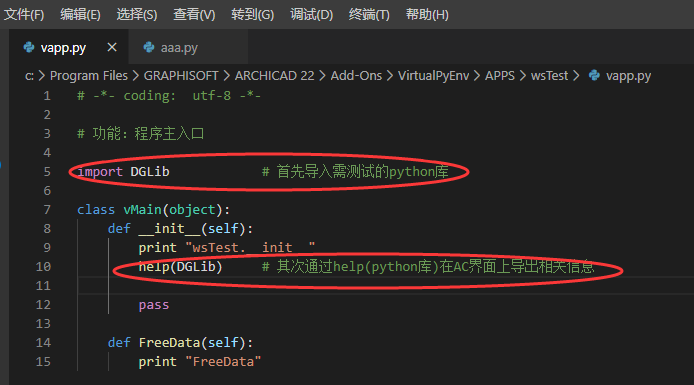 文件(F) 编辑(E) 选择(S) 查看(V) 转到(G) 调试(D) 终端(T) 帮助(H)
vapp.py × aaa.py
c: > Program Files > GRAPHISOFT > ARCHICAD 22 > Add-Ons > VirtualPyEnv > APPS > wsTest > vapp.py
1 # -*- coding: utf-8 -*-
2
3 # 功能：程序主入口
4
5 import DGLib # 首先导入需测试的python库
6
7 class vMain(object):
8 def __init__(self):
9 print "wsTest.__init__"
10 help(DGLib) # 其次通过help(python库)在AC界面上导出相关信息
11
12 pass
13
14 def FreeData(self):
15 print "FreeData"